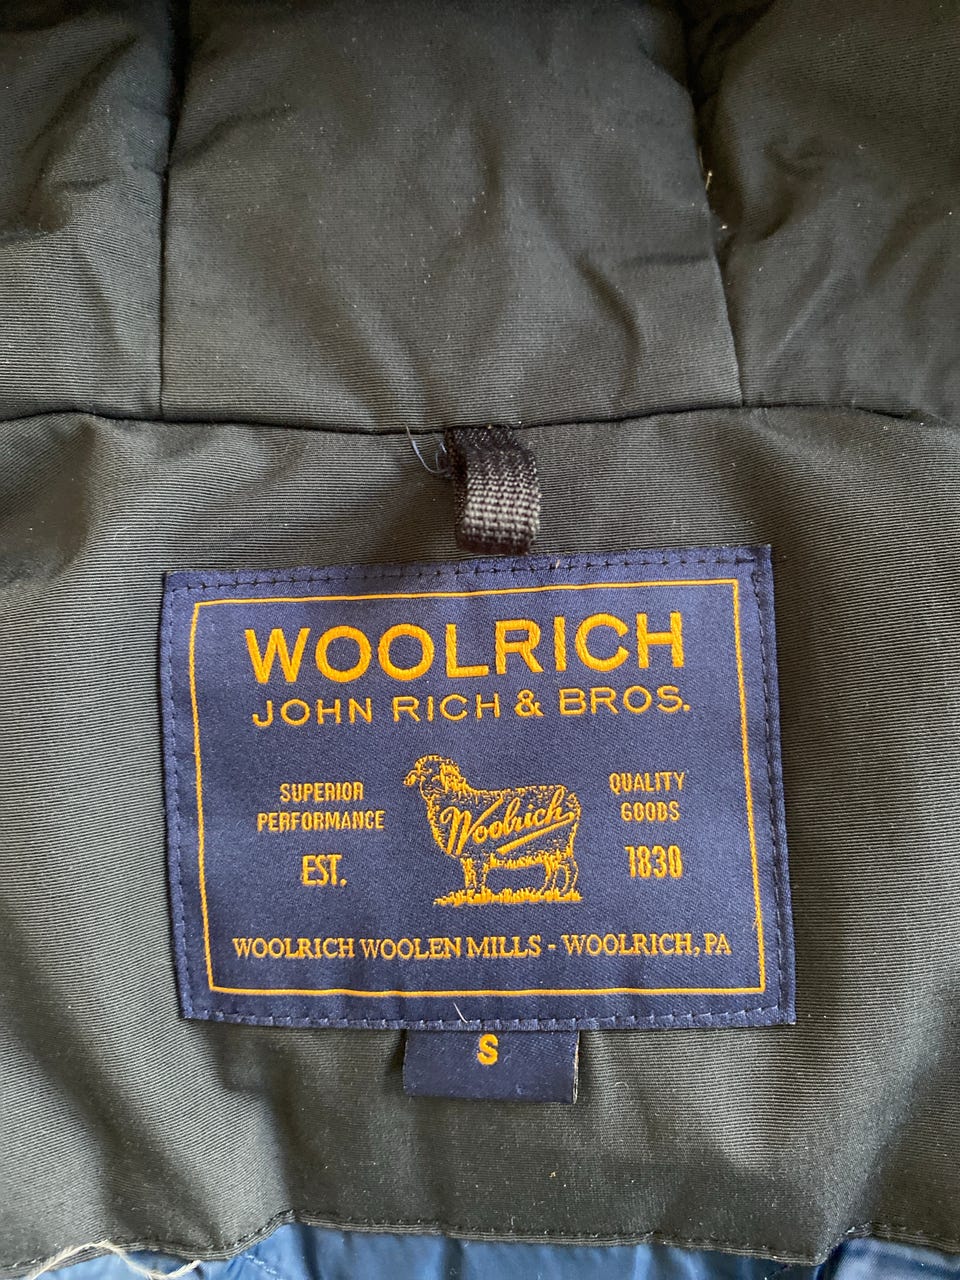 WOOLRICH
JOHN RICH & BROS.
SUPERIOR
PERFORMANCE
EST.
Woolrich
QUALITY
GOODS
1830
WOOLRICH WOOLEN MILLS - WOOLRICH, PA
S